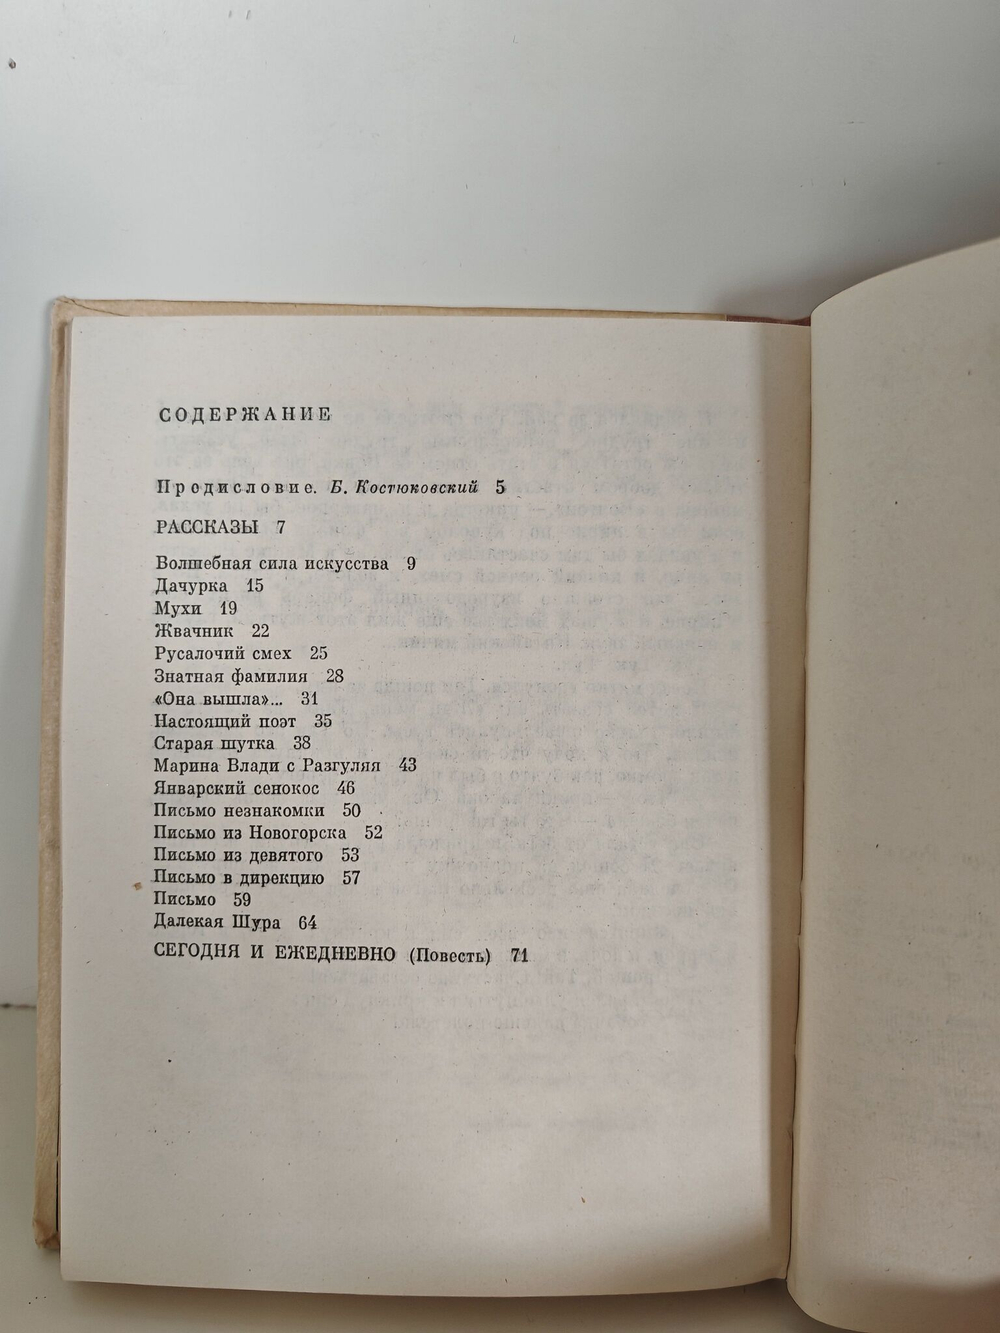 СОДЕРЖАНИЕ
Предисловие. Б. Костюковский 5
РАССКАЗЫ 7
Волшебная сила искусства 9
Дачурка 15
Мухи 19
Жвачник 22
Русалочий смех 25
Знатная фамилия 28
«Она вышла»... 31
Настоящий поэт 35
Старая шутка 38
Марина Влади с Разгуляя 43
Январский сенокос 46
Письмо незнакомки 50
Письмо из Новогорска 52
Письмо из девятого 53
Письмо в дирекцию 57
Письмо 59
Далекая Шура 64
СЕГОДНЯ И ЕЖЕДНЕВНО (Повесть) 71